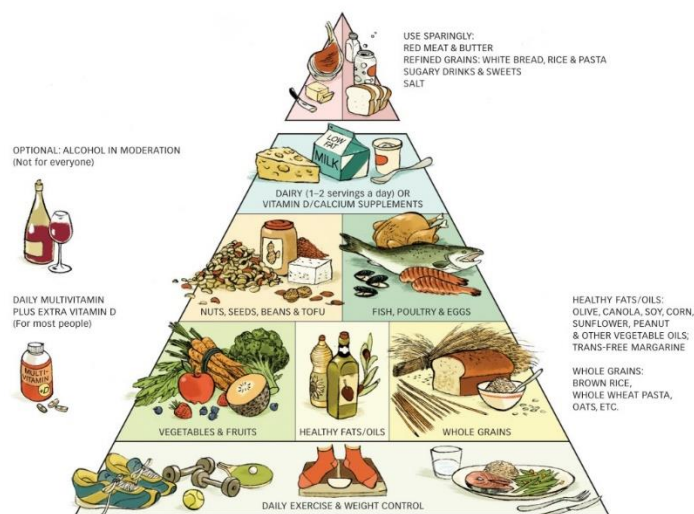 USE SPARINGLY:
RED MEAT & BUTTER
REFINED GRAINS: WHITE BREAD, RICE & PASTA
SUGARY DRINKS & SWEETS
SALT
OPTIONAL: ALCOHOL IN MODERATION
(Not for everyone)
LOW
FAT
MILK
DAIRY (1–2 servings a day) OR
VITAMIN D/CALCIUM SUPPLEMENTS
DAILY MULTIVITAMIN
PLUS EXTRA VITAMIN D
(For most people)
MULTI-
VITAMIN
+D
NUTS, SEEDS, BEANS & TOFU
FISH, POULTRY & EGGS
HEALTHY FATS/OILS:
OLIVE, CANOLA, SOY, CORN,
SUNFLOWER, PEANUT
& OTHER VEGETABLE OILS;
TRANS-FREE MARGARINE
WHOLE GRAINS:
BROWN RICE,
WHOLE WHEAT PASTA,
OATS, ETC.
VEGETABLES & FRUITS
HEALTHY FATS/OILS
WHOLE GRAINS
DAILY EXERCISE & WEIGHT CONTROL